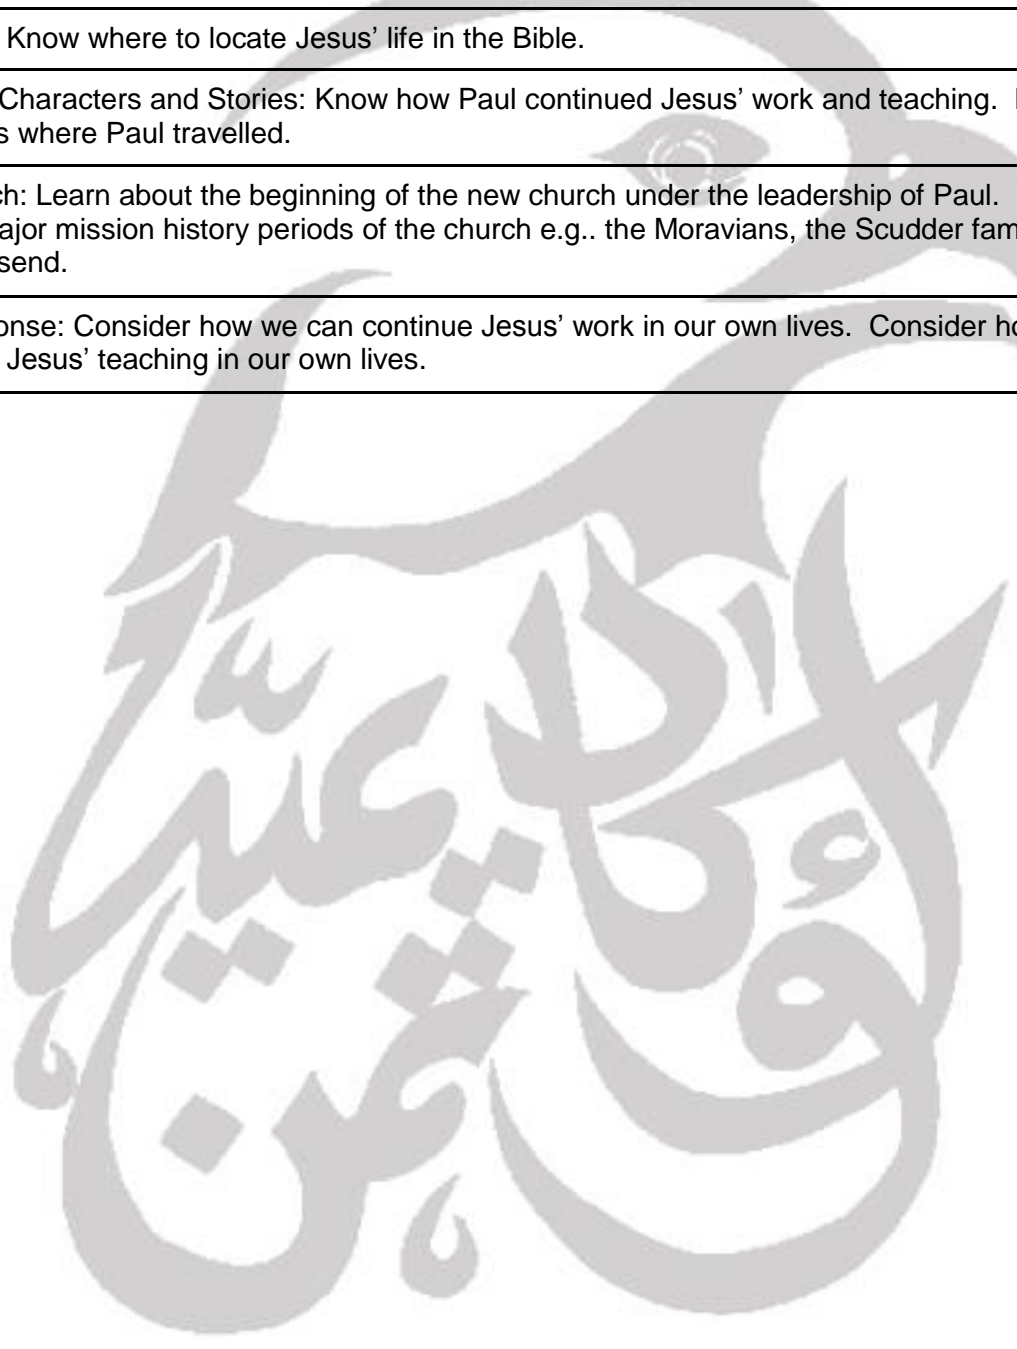 Know where to locate Jesus’ life in the Bible.
Characters and Stories: Know how Paul continued Jesus’ work and teaching.
s where Paul travelled.
ch: Learn about the beginning of the new church under the leadership of Paul.
ajor mission history periods of the church e.g.. the Moravians, the Scudder fam
send.
onse: Consider how we can continue Jesus’ work in our own lives.  Consider ho
Jesus’ teaching in our own lives.